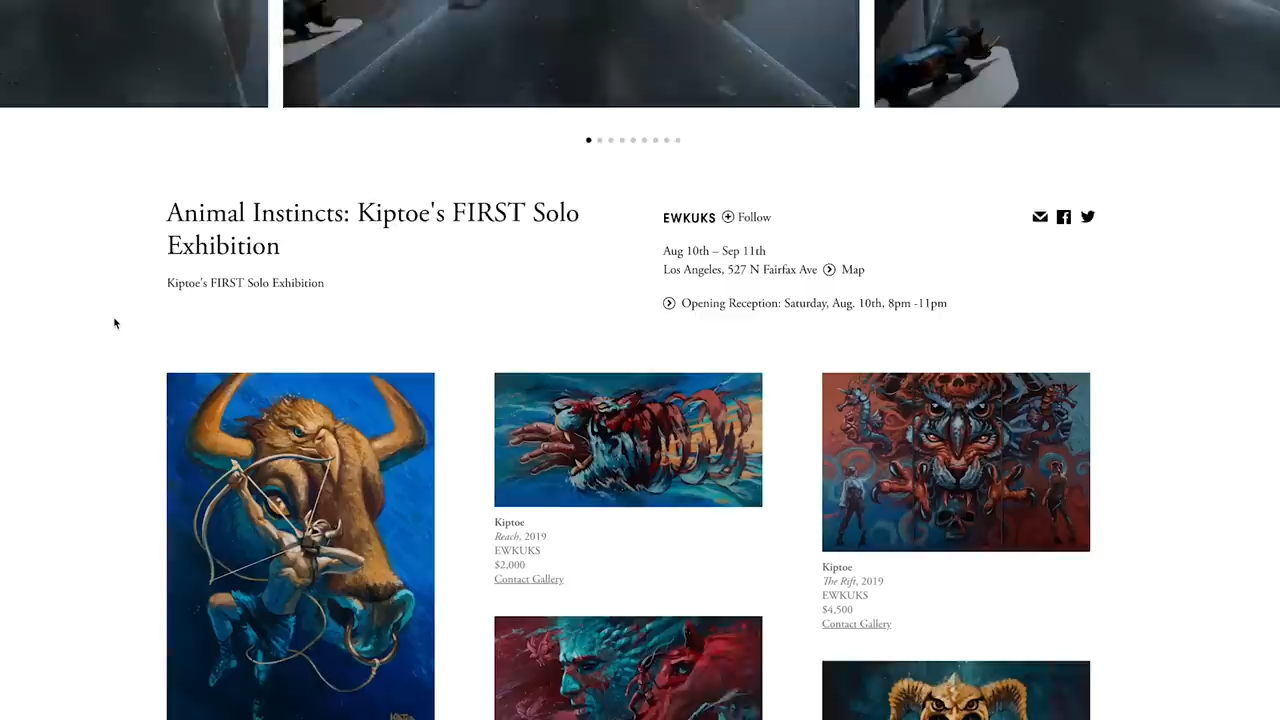 Animal Instincts: Kiptoe's FIRST Solo
Exhibition
Kiptoe's FIRST Solo Exhibition
EWKUKS Follow
Aug 10th – Sep 11th
Los Angeles, 527 N Fairfax Ave Map
Opening Reception: Saturday, Aug. 10th, 8pm -11pm
Kiptoe
Reach, 2019
EWKUKS
$2,000
Contact Gallery
Kiptoe
The Rift, 2019
EWKUKS
$4,500
Contact Gallery